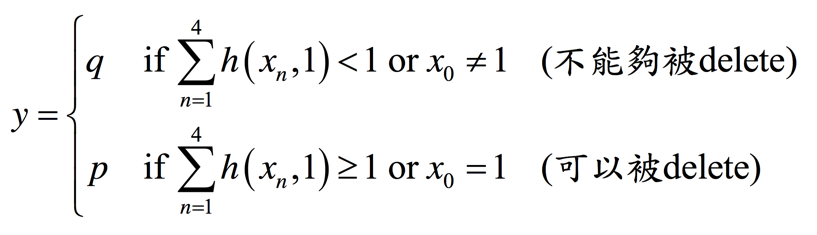 y = { q if ∑_{n=1}^{4} h(x_n,1) < 1 or x_0 ≠ 1 (不能夠被delete)
p if ∑_{n=1}^{4} h(x_n,1) ≥ 1 or x_0 = 1 (可以被delete)